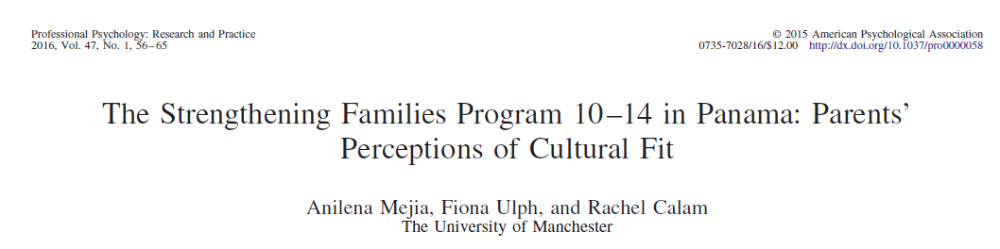 Professional Psychology: Research and Practice
2016, Vol. 47, No. 1, 56–65
© 2015 American Psychological Association
0735-7028/16/$12.00 http://dx.doi.org/10.1037/pro0000058
The Strengthening Families Program 10–14 in Panama: Parents’
Perceptions of Cultural Fit
Anilena Mejia, Fiona Ulph, and Rachel Calam
The University of Manchester